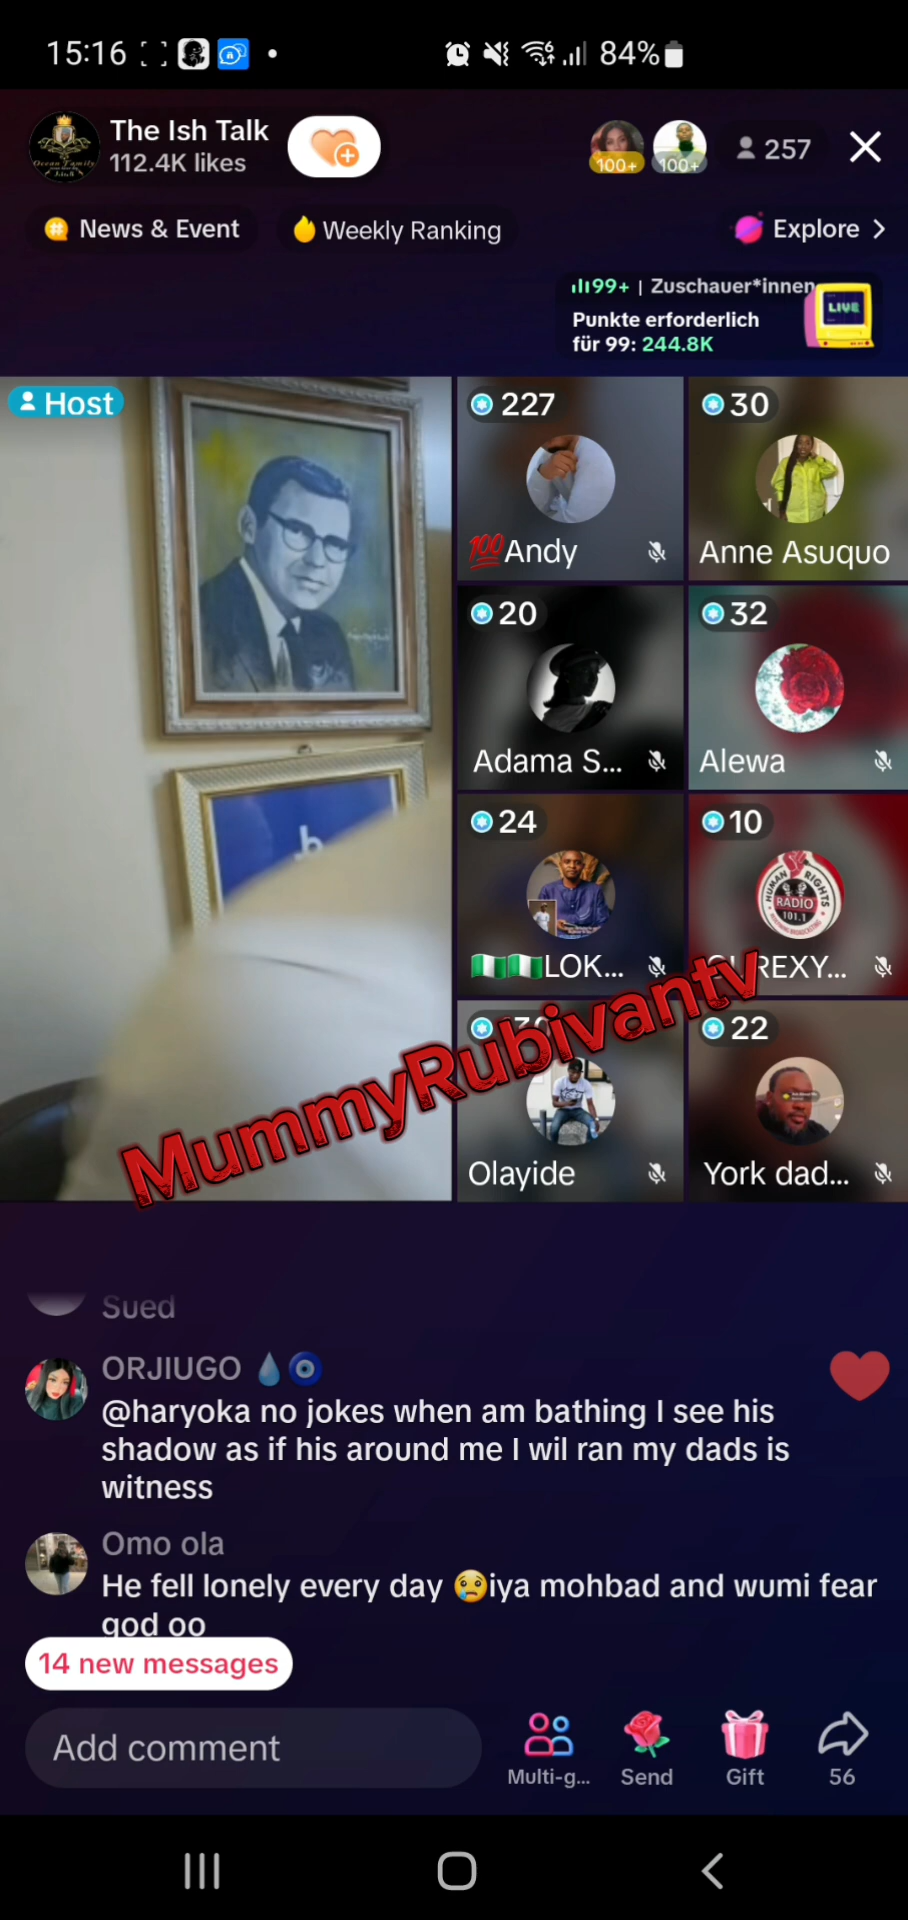 15:16
84%
The Ish Talk
112.4K likes
100+
100+
257
News & Event
Weekly Ranking
Explore >
99+ | Zuschauer*innen
LIVE
Punkte erforderlich
für 99: 244.8K
Host
227
30
💯Andy
Anne Asuquo
20
32
Adama S...
Alewa
24
10
HUMAN RIGHTS
RADIO
101.1
🇳🇬🇳🇬LOK...
REXY...
MummyRubivantv
22
Olayide
York dad...
Sued
ORJIUGO 💧🧿
@haryoka no jokes when am bathing I see his
shadow as if his around me I wil ran my dads is
witness
Omo ola
He fell lonely every day 😢iya mohbad and wumi fear
god oo
14 new messages
Add comment
Multi-g...
Send
Gift
56